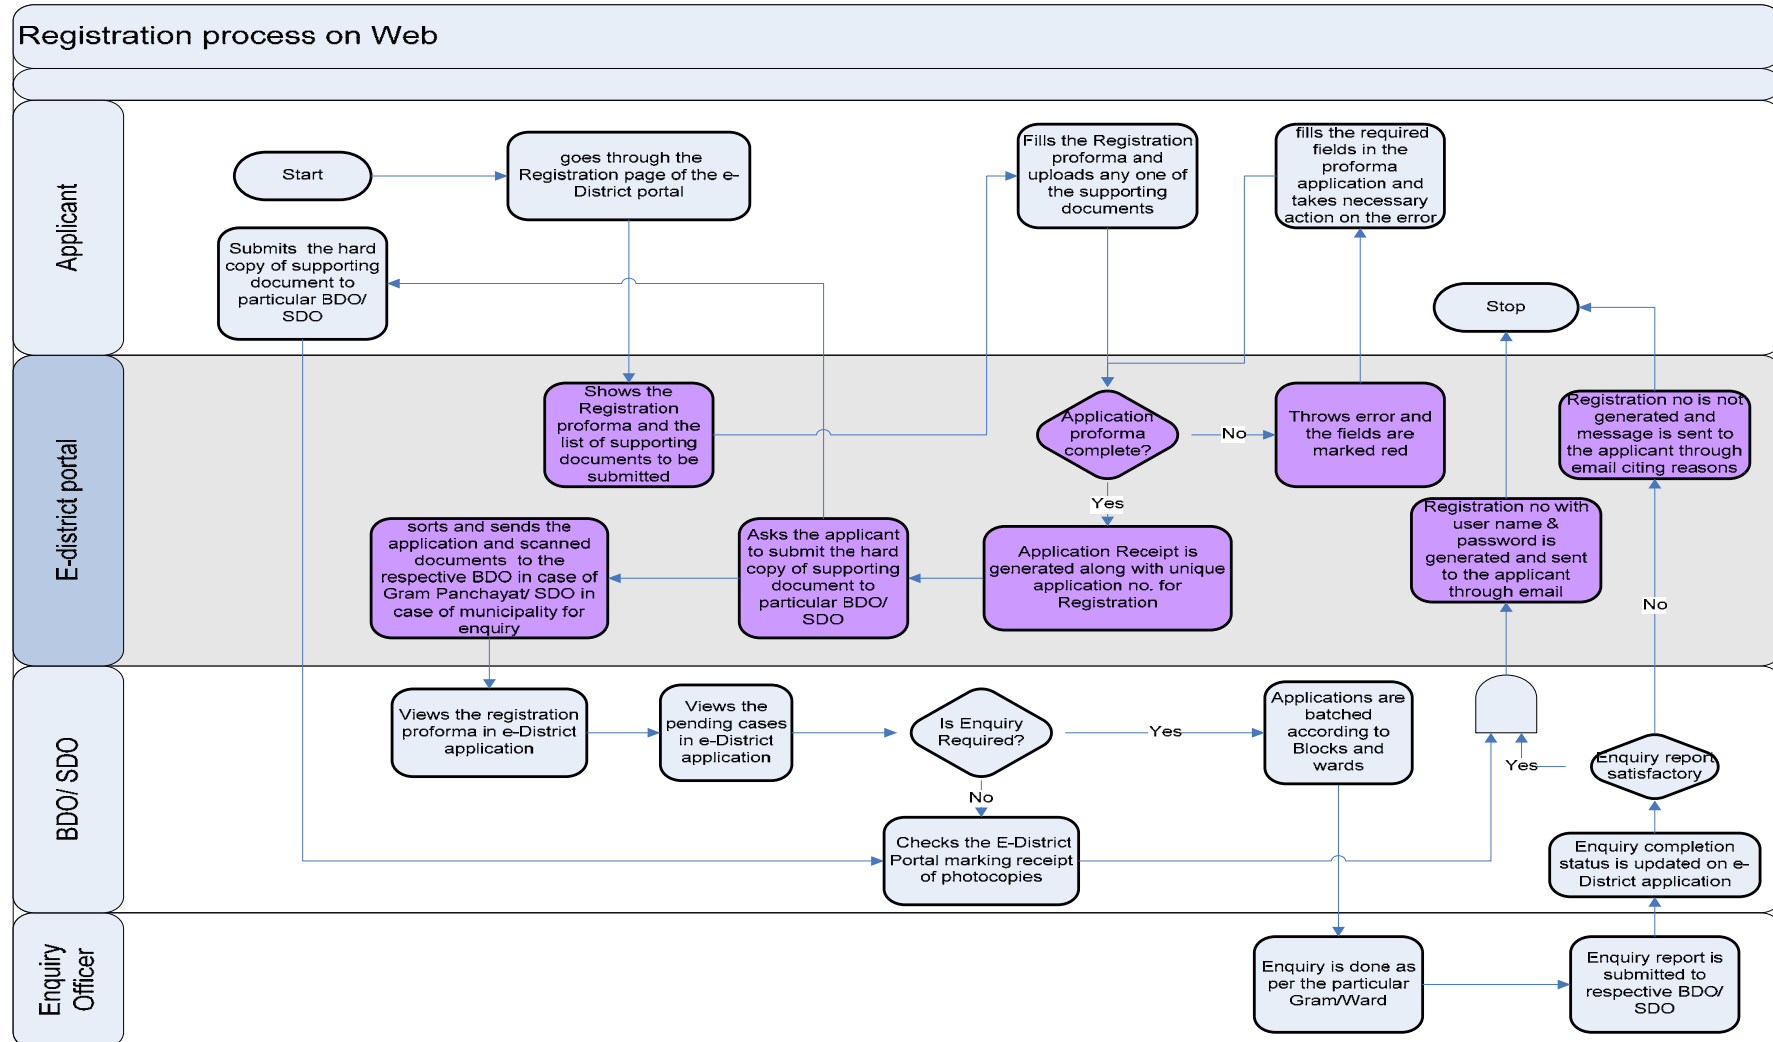 Registration process on Web
Applicant
Start
goes through the
Registration page of the e-
District portal
Fills the Registration
proforma and
uploads any one of
the supporting
documents
fills the required
fields in the
proforma
application and
takes necessary
action on the error
Submits  the hard
copy of supporting
document to
particular BDO/
SDO
Stop
E-district portal
Shows the
Registration
proforma and the
list of supporting
documents to be
submitted
Application
proforma
complete?
No
Throws error and
the fields are
marked red
Registration no is not
generated and
message is sent to
the applicant through
email citing reasons
Yes
sorts and sends the
application and scanned
documents  to the
respective BDO in case of
Gram Panchayat/ SDO in
case of municipality for
enquiry
Asks the applicant
to submit the hard
copy of supporting
document to
particular BDO/
SDO
Application Receipt is
generated along with unique
application no. for
Registration
Registration no with
user name &
password is
generated and sent
to the applicant
through email
No
BDO/ SDO
Views the registration
proforma in e-District
application
Views the
pending cases
in e-District
application
Is Enquiry
Required?
Yes
Applications are
batched
according to
Blocks and
wards
Yes
Enquiry report
satisfactory
No
Checks the E-District
Portal marking receipt
of photocopies
Enquiry completion
status is updated on e-
District application
Enquiry
Officer
Enquiry is done as
per the particular
Gram/Ward
Enquiry report is
submitted to
respective BDO/
SDO